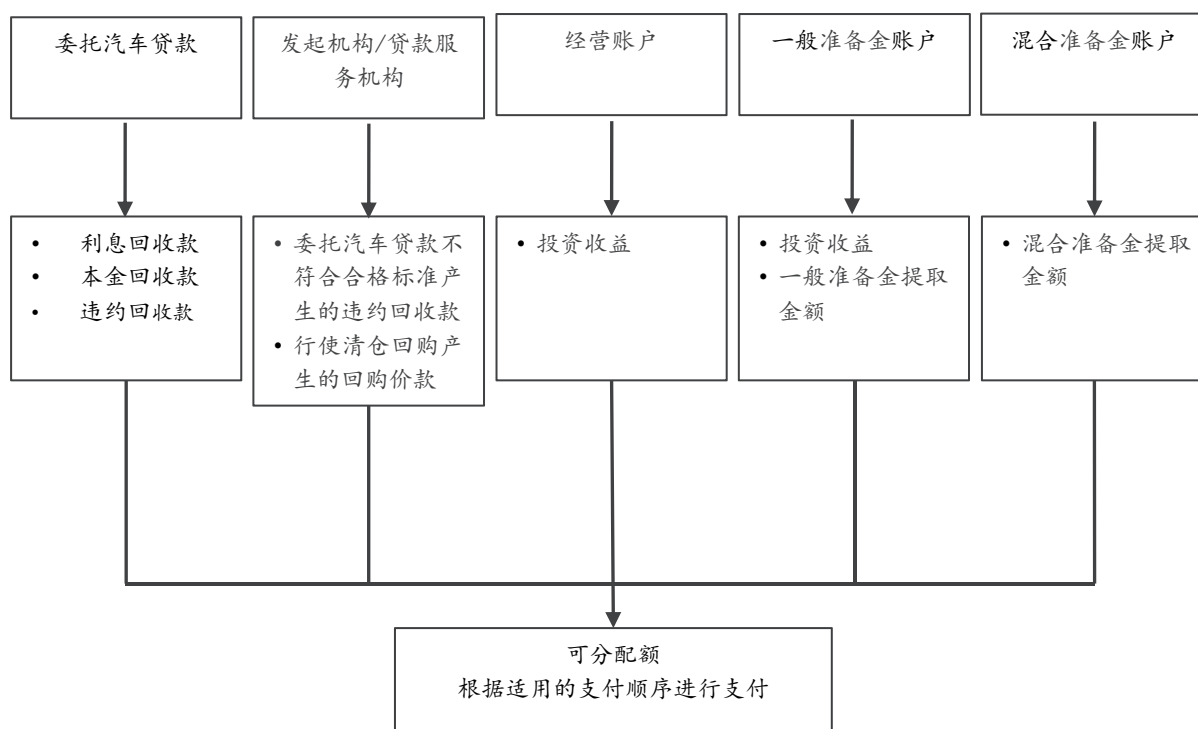 委托汽车贷款
发起机构/贷款服
务机构
经营账户
一般准备金账户
混合准备金账户
• 利息回收款
• 本金回收款
• 违约回收款
• 委托汽车贷款不
符合合格标准产
生的违约回收款
• 行使清仓回购产
生的回购价款
• 投资收益
• 投资收益
• 一般准备金提取
金额
• 混合准备金提取
金额
可分配额
根据适用的支付顺序进行支付